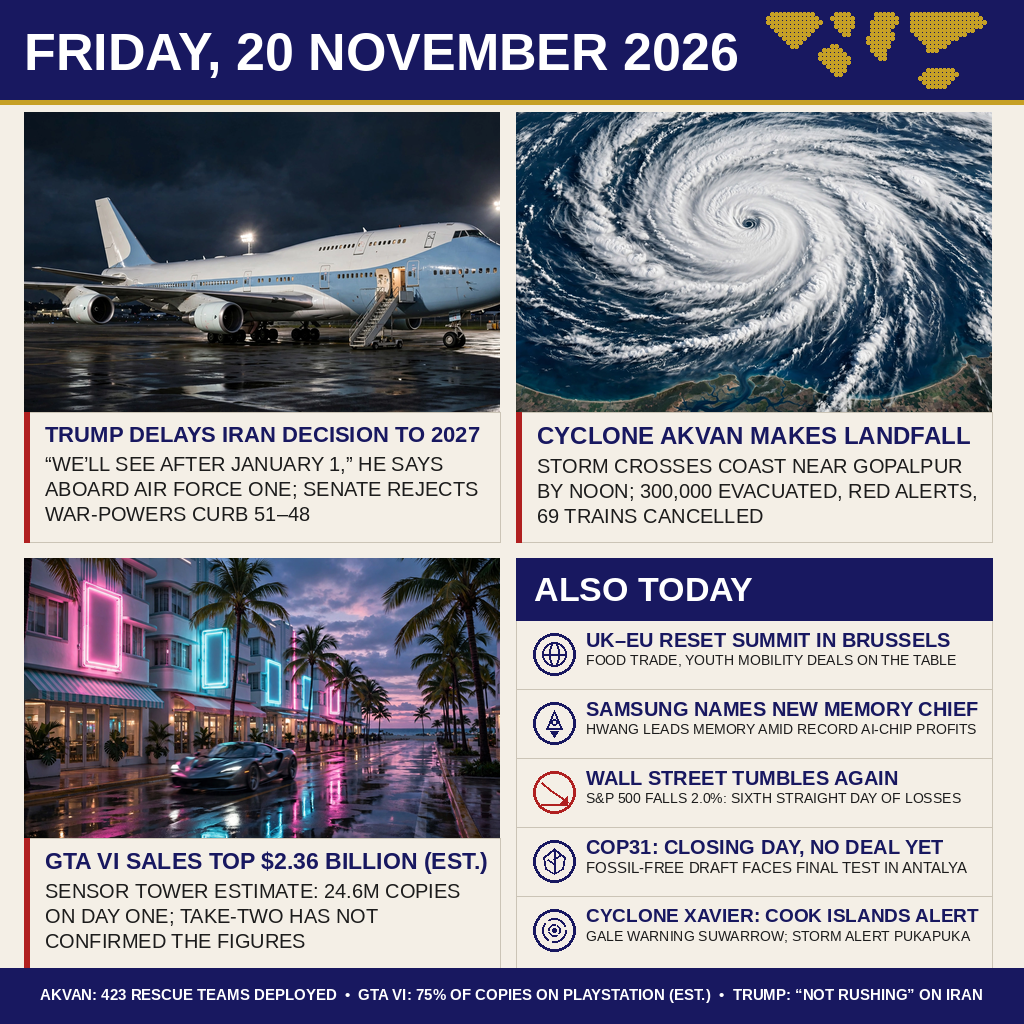 FRIDAY, 20 NOVEMBER 2026
TRUMP DELAYS IRAN DECISION TO 2027
“WE’LL SEE AFTER JANUARY 1,” HE SAYS
ABOARD AIR FORCE ONE; SENATE REJECTS
WAR-POWERS CURB 51–48
CYCLONE AKVAN MAKES LANDFALL
STORM CROSSES COAST NEAR GOPALPUR
BY NOON; 300,000 EVACUATED, RED ALERTS,
69 TRAINS CANCELLED
GTA VI SALES TOP $2.36 BILLION (EST.)
SENSOR TOWER ESTIMATE: 24.6M COPIES
ON DAY ONE; TAKE-TWO HAS NOT
CONFIRMED THE FIGURES
ALSO TODAY
UK–EU RESET SUMMIT IN BRUSSELS
FOOD TRADE, YOUTH MOBILITY DEALS ON THE TABLE
SAMSUNG NAMES NEW MEMORY CHIEF
HWANG LEADS MEMORY AMID RECORD AI-CHIP PROFITS
WALL STREET TUMBLES AGAIN
S&P 500 FALLS 2.0%: SIXTH STRAIGHT DAY OF LOSSES
COP31: CLOSING DAY, NO DEAL YET
FOSSIL-FREE DRAFT FACES FINAL TEST IN ANTALYA
CYCLONE XAVIER: COOK ISLANDS ALERT
GALE WARNING SUWARROW; STORM ALERT PUKAPUKA
AKVAN: 423 RESCUE TEAMS DEPLOYED • GTA VI: 75% OF COPIES ON PLAYSTATION (EST.) • TRUMP: “NOT RUSHING” ON IRAN